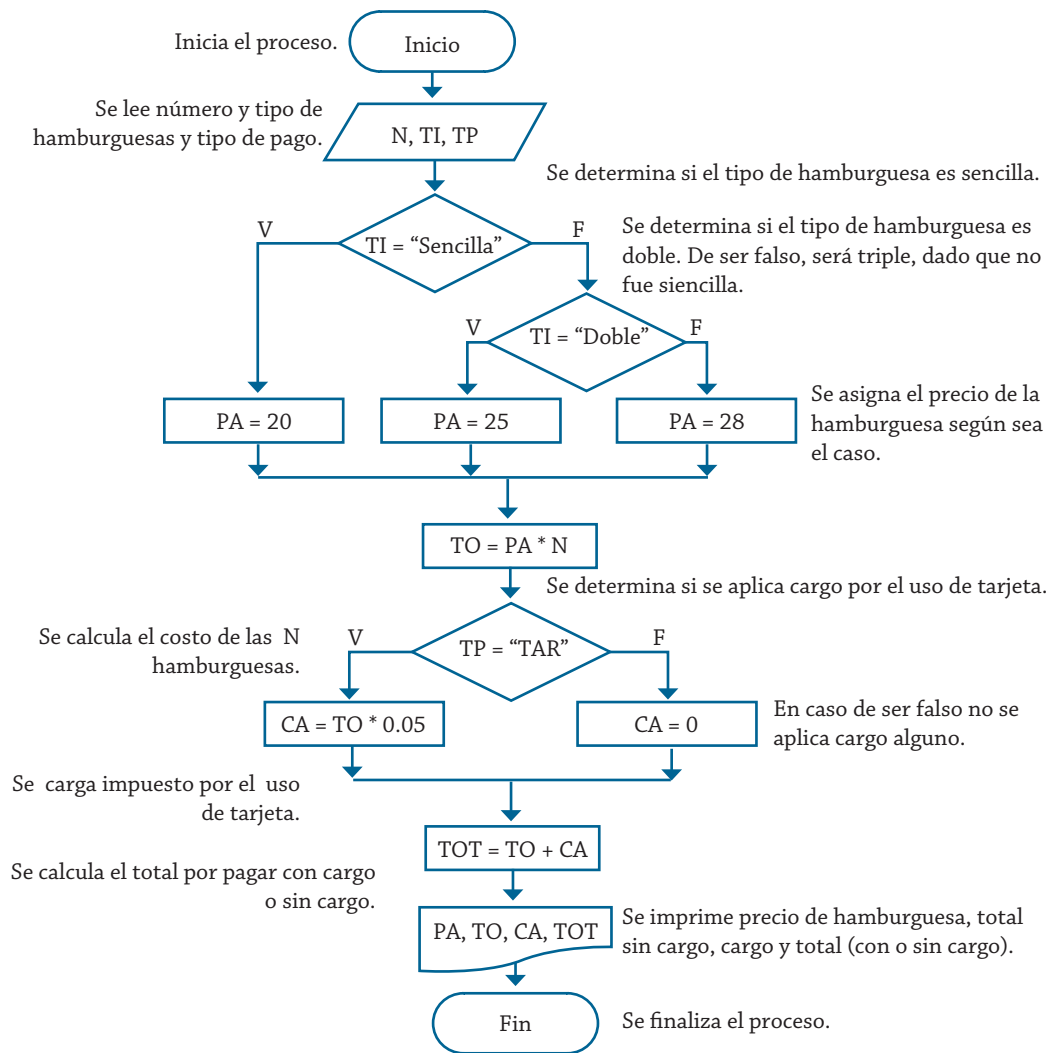 Inicia el proceso.
Inicio
Se lee número y tipo de
hamburguesas y tipo de pago.
N, TI, TP
Se determina si el tipo de hamburguesa es sencilla.
V
TI = “Sencilla”
F
Se determina si el tipo de hamburguesa es
doble. De ser falso, será triple, dado que no
fue siencilla.
V
TI = “Doble”
F
PA = 20
PA = 25
PA = 28
Se asigna el precio de la
hamburguesa según sea
el caso.
TO = PA * N
Se determina si se aplica cargo por el uso de tarjeta.
Se calcula el costo de las N
hamburguesas.
V
TP = “TAR”
F
CA = TO * 0.05
CA = 0
En caso de ser falso no se
aplica cargo alguno.
Se carga impuesto por el uso
de tarjeta.
TOT = TO + CA
Se calcula el total por pagar con cargo
o sin cargo.
PA, TO, CA, TOT
Se imprime precio de hamburguesa, total
sin cargo, cargo y total (con o sin cargo).
Fin
Se finaliza el proceso.